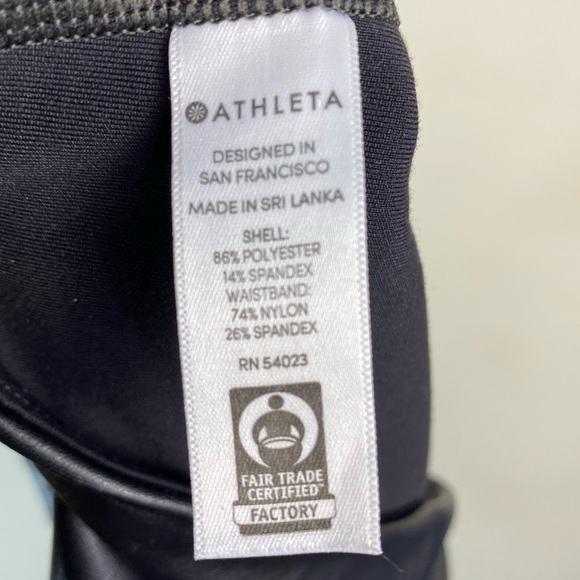 ATHLETA
DESIGNED IN
SAN FRANCISCO
MADE IN SRI LANKA
SHELL:
86% POLYESTER
14% SPANDEX
WAISTBAND:
74% NYLON
26% SPANDEX
RN 54023
FAIR TRADE
CERTIFIED
FACTORY